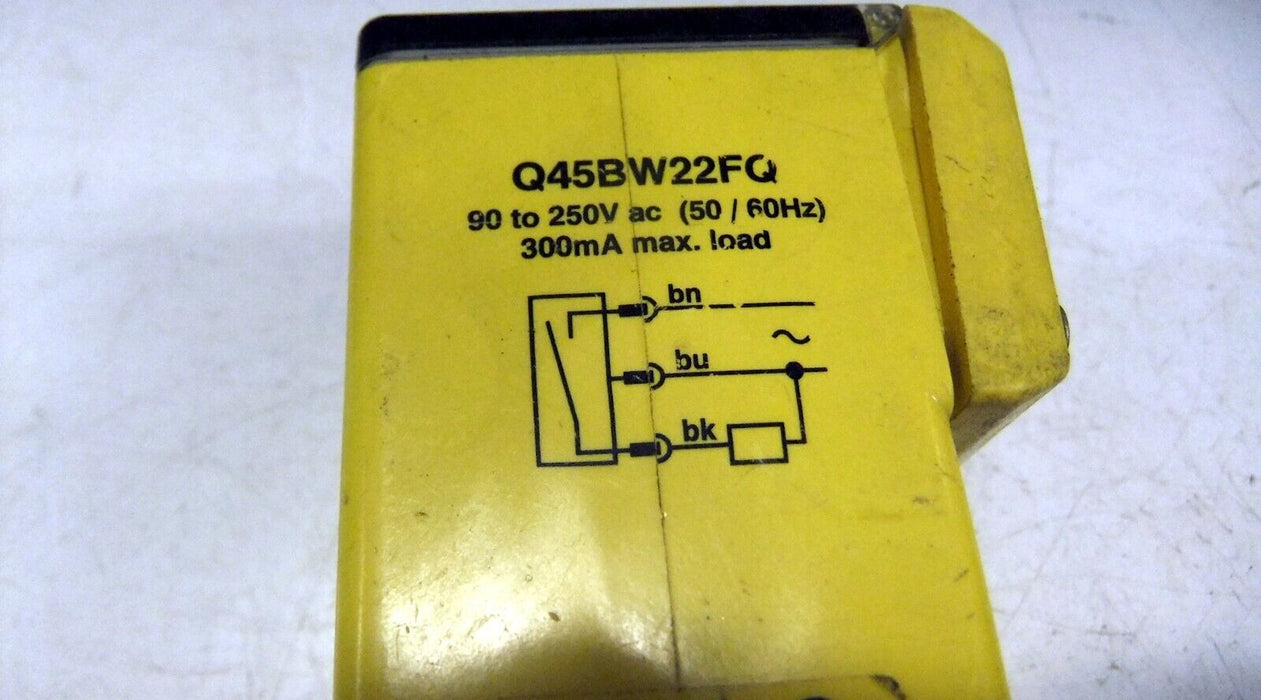 Q45BW22FQ
90 to 250V ac (50 / 60Hz)
300mA max. load
bn
~
bu
bk